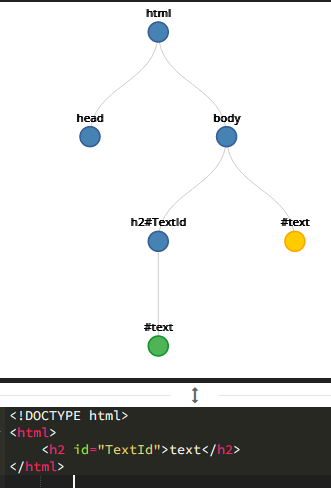 html
head
body
h2#TextId
#text
#text
<!DOCTYPE html>
<html>
    <h2 id="TextId">text</h2>
</html>